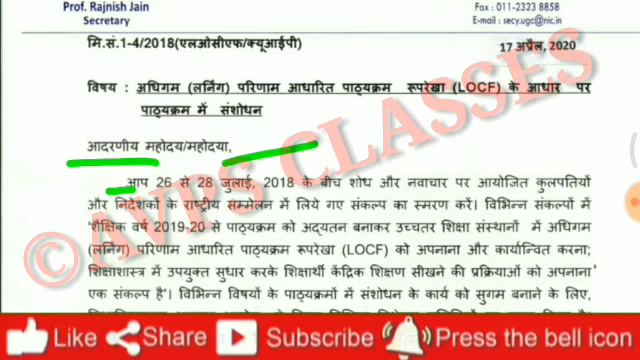 Prof. Rajnish Jain
Secretary
Fax : 011-2323 8858
E-mail : secy.ugc@nic.in
मि.सं.1-4/2018(एलओसीएफ/क्यूआईपी)
17 अप्रैल, 2020
विषय : अधिगम (लर्निंग) परिणाम आधारित पाठ्यक्रम रूपरेखा (LOCF) के आधार पर
पाठ्यक्रम में संशोधन
आदरणीय महोदय/महोदया,
आप 26 से 28 जुलाई, 2018 के बीच शोध और नवाचार पर आयोजित कुलपतियों
और निदेशकों के राष्ट्रीय सम्मेलन में लिये गए संकल्प का स्मरण करें। विभिन्न संकल्पों में
'शैक्षिक वर्ष 2019-20 से पाठ्यक्रम को अद्यतन बनाकर उच्चतर शिक्षा संस्थानों में अधिगम
(लर्निंग) परिणाम आधारित पाठ्यक्रम रूपरेखा (LOCF) को अपनाना और कार्यान्वित करना;
शिक्षाशास्त्र में उपयुक्त सुधार करके शिक्षार्थी केंद्रिक शिक्षण सीखने की प्रक्रियाओं को अपनाना'
एक संकल्प है'। विभिन्न विषयों के पाठ्यक्रमों में संशोधन के कार्य को सुगम बनाने के लिए,
© AVPS CLASSES
Like Share Subscribe Press the bell icon